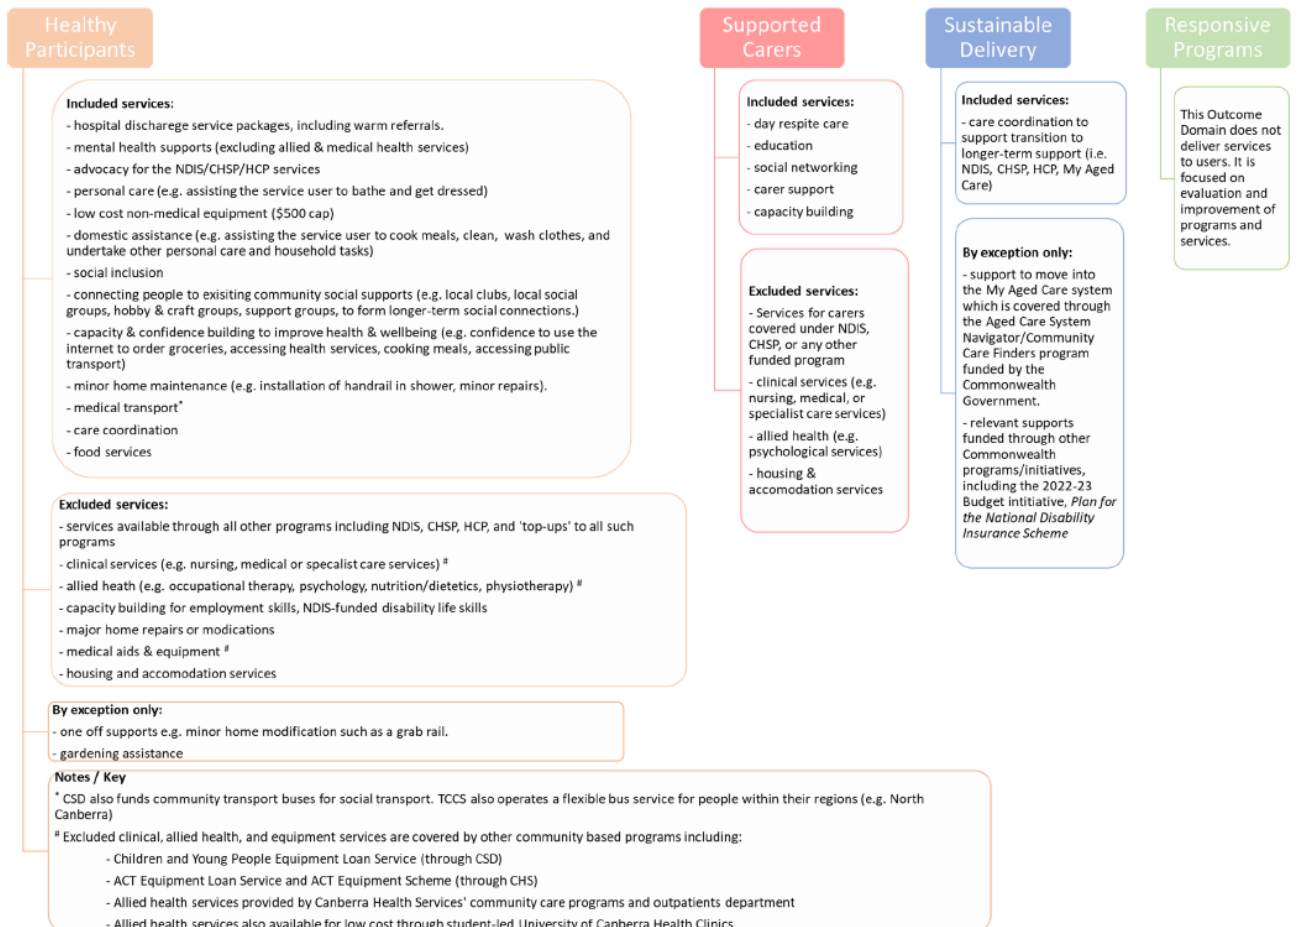 Healthy
Participants
Included services:
- hospital discharege service packages, including warm referrals.
- mental health supports (excluding allied & medical health services)
- advocacy for the NDIS/CHSP/HCP services
- personal care (e.g. assisting the service user to bathe and get dressed)
- low cost non-medical equipment ($500 cap)
- domestic assistance (e.g. assisting the service user to cook meals, clean, wash clothes, and
undertake other personal care and household tasks)
- social inclusion
- connecting people to exisiting community social supports (e.g. local clubs, local social
groups, hobby & craft groups, support groups, to form longer-term social connections.)
- capacity & confidence building to improve health & wellbeing (e.g. confidence to use the
internet to order groceries, accessing health services, cooking meals, accessing public
transport)
- minor home maintenance (e.g. installation of handrail in shower, minor repairs).
- medical transport*
- care coordination
- food services
Excluded services:
- services available through all other programs including NDIS, CHSP, HCP, and 'top-ups' to all such
programs
- clinical services (e.g. nursing, medical or specalist care services) #
- allied heath (e.g. occupational therapy, psychology, nutrition/dietetics, physiotherapy) #
- capacity building for employment skills, NDIS-funded disability life skills
- major home repairs or modications
- medical aids & equipment #
- housing and accomodation services
By exception only:
- one off supports e.g. minor home modification such as a grab rail.
- gardening assistance
Notes / Key
* CSD also funds community transport buses for social transport. TCCS also operates a flexible bus service for people within their regions (e.g. North
Canberra)
# Excluded clinical, allied health, and equipment services are covered by other community based programs including:
- Children and Young People Equipment Loan Service (through CSD)
- ACT Equipment Loan Service and ACT Equipment Scheme (through CHS)
- Allied health services provided by Canberra Health Services' community care programs and outpatients department
- Allied health services also available for low cost through student-led University of Canberra Health Clinics
Supported
Carers
Included services:
- day respite care
- education
- social networking
- carer support
- capacity building
Excluded services:
- Services for carers
covered under NDIS,
CHSP, or any other
funded program
- clinical services (e.g.
nursing, medical, or
specialist care services)
- allied health (e.g.
psychological services)
- housing &
accomodation services
Sustainable
Delivery
Included services:
- care coordination to
support transition to
longer-term support (i.e.
NDIS, CHSP, HCP, My Aged
Care)
By exception only:
- support to move into
the My Aged Care system
which is covered through
the Aged Care System
Navigator/Community
Care Finders program
funded by the
Commonwealth
Government.
- relevant supports
funded through other
Commonwealth
programs/initiatives,
including the 2022-23
Budget intitiative, Plan for
the National Disability
Insurance Scheme
Responsive
Programs
This Outcome
Domain does not
deliver services
to users. It is
focused on
evaluation and
improvement of
programs and
services.